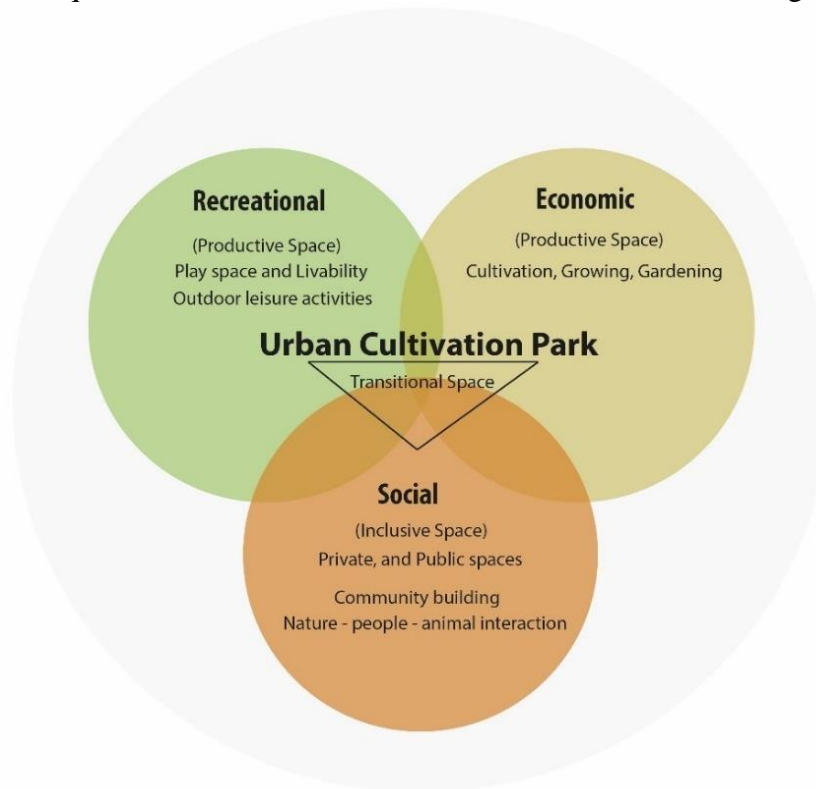 Recreational
(Productive Space)
Play space and Livability
Outdoor leisure activities
Economic
(Productive Space)
Cultivation, Growing, Gardening
Urban Cultivation Park
Transitional Space
Social
(Inclusive Space)
Private, and Public spaces
Community building
Nature - people - animal interaction